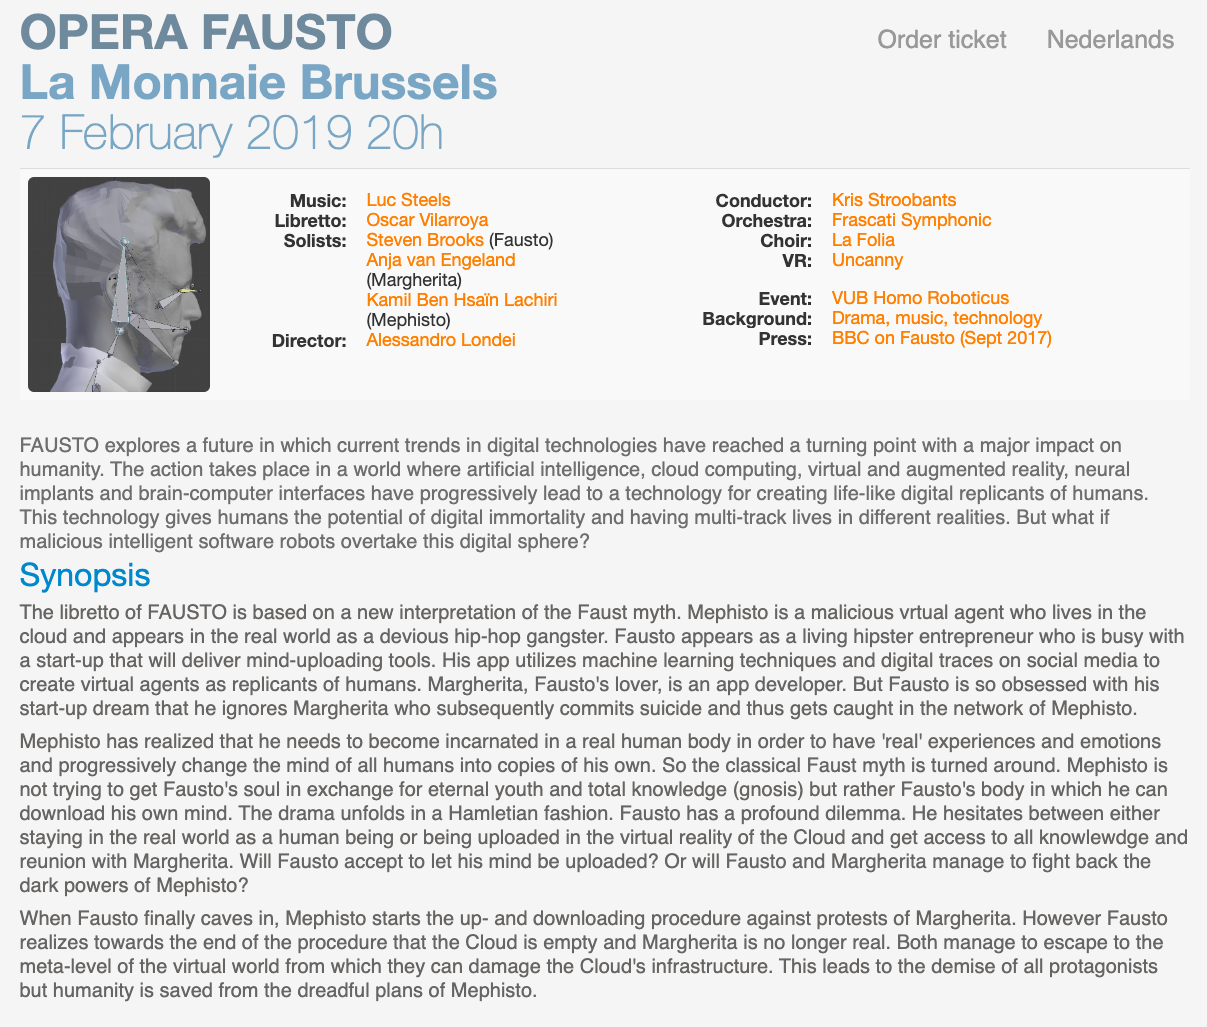 OPERA FAUSTO
Order ticket Nederlands
La Monnaie Brussels
7 February 2019 20h
Music: Luc Steels
Libretto: Oscar Vilarroya
Solists: Steven Brooks (Fausto)
Anja van Engeland
(Margherita)
Kamil Ben Hsaïn Lachiri
(Mephisto)
Director: Alessandro Londei
Conductor: Kris Stroobants
Orchestra: Frascati Symphonic
Choir: La Folia
VR: Uncanny
Event: VUB Homo Roboticus
Background: Drama, music, technology
Press: BBC on Fausto (Sept 2017)
FAUSTO explores a future in which current trends in digital technologies have reached a turning point with a major impact on
humanity. The action takes place in a world where artificial intelligence, cloud computing, virtual and augmented reality, neural
implants and brain-computer interfaces have progressively lead to a technology for creating life-like digital replicants of humans.
This technology gives humans the potential of digital immortality and having multi-track lives in different realities. But what if
malicious intelligent software robots overtake this digital sphere?
Synopsis
The libretto of FAUSTO is based on a new interpretation of the Faust myth. Mephisto is a malicious vrtual agent who lives in the
cloud and appears in the real world as a devious hip-hop gangster. Fausto appears as a living hipster entrepreneur who is busy with
a start-up that will deliver mind-uploading tools. His app utilizes machine learning techniques and digital traces on social media to
create virtual agents as replicants of humans. Margherita, Fausto's lover, is an app developer. But Fausto is so obsessed with his
start-up dream that he ignores Margherita who subsequently commits suicide and thus gets caught in the network of Mephisto.
Mephisto has realized that he needs to become incarnated in a real human body in order to have 'real' experiences and emotions
and progressively change the mind of all humans into copies of his own. So the classical Faust myth is turned around. Mephisto is
not trying to get Fausto's soul in exchange for eternal youth and total knowledge (gnosis) but rather Fausto's body in which he can
download his own mind. The drama unfolds in a Hamletian fashion. Fausto has a profound dilemma. He hesitates between either
staying in the real world as a human being or being uploaded in the virtual reality of the Cloud and get access to all knowlewdge and
reunion with Margherita. Will Fausto accept to let his mind be uploaded? Or will Fausto and Margherita manage to fight back the
dark powers of Mephisto?
When Fausto finally caves in, Mephisto starts the up- and downloading procedure against protests of Margherita. However Fausto
realizes towards the end of the procedure that the Cloud is empty and Margherita is no longer real. Both manage to escape to the
meta-level of the virtual world from which they can damage the Cloud's infrastructure. This leads to the demise of all protagonists
but humanity is saved from the dreadful plans of Mephisto.